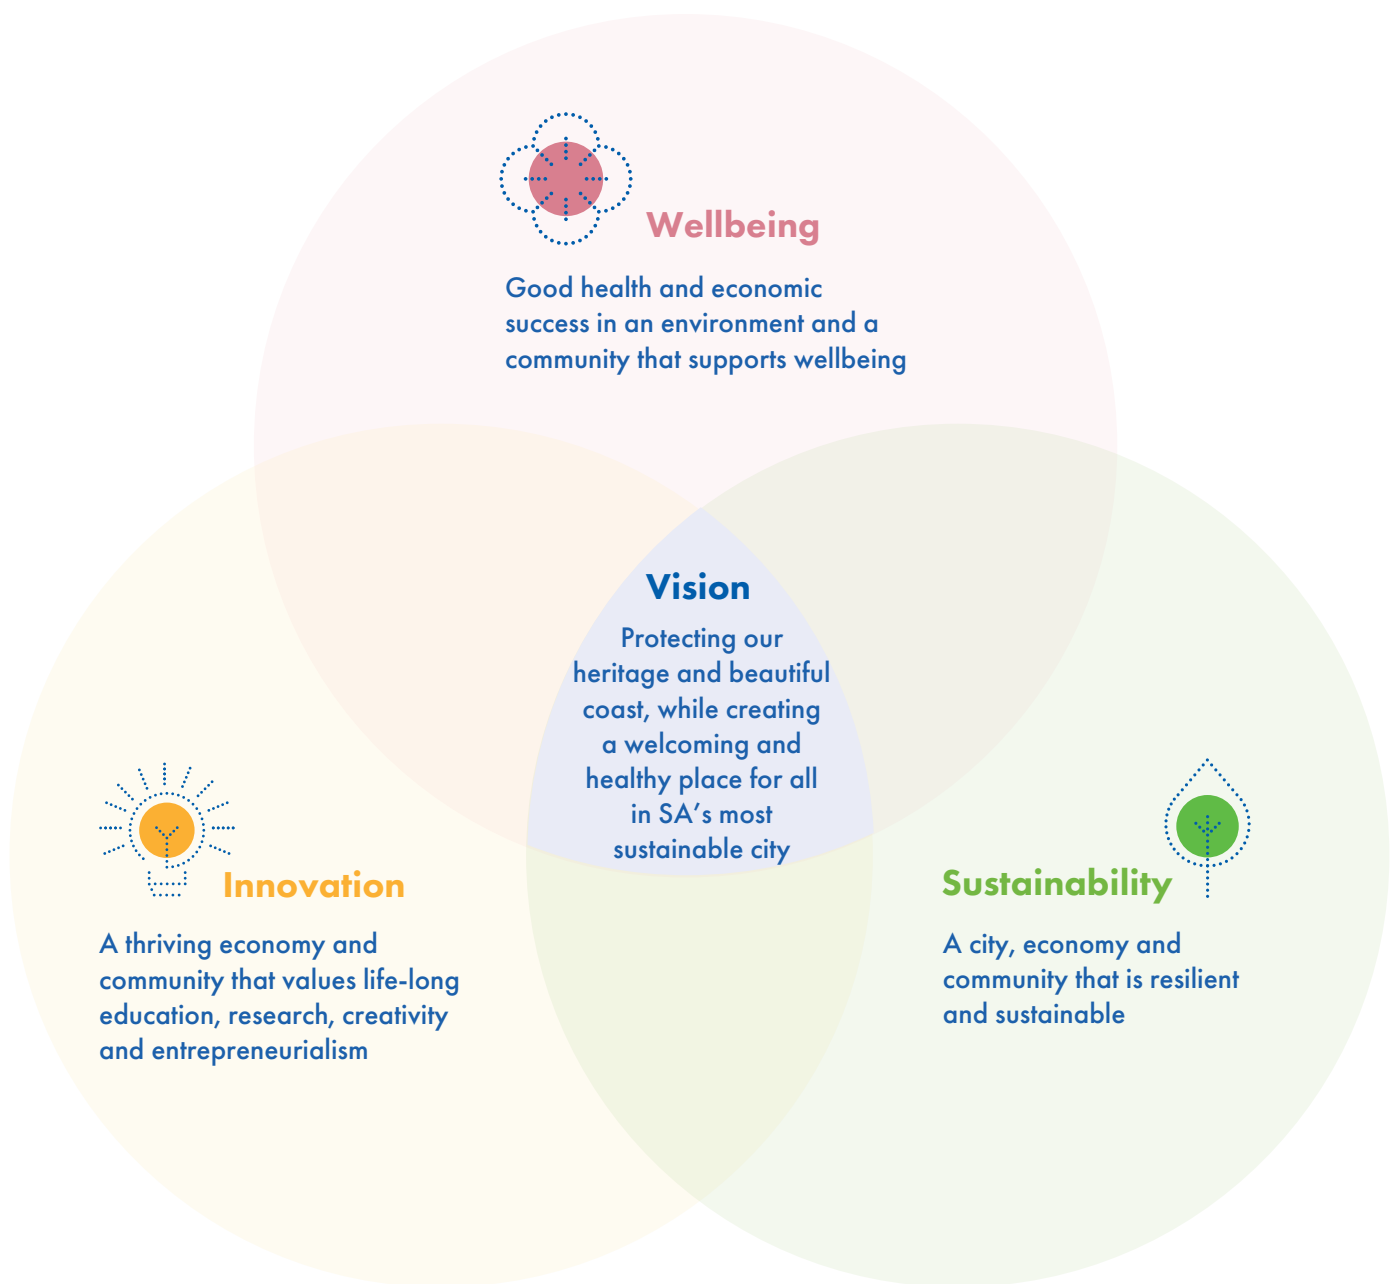 Wellbeing
Good health and economic
success in an environment and a
community that supports wellbeing
Vision
Protecting our
heritage and beautiful
coast, while creating
a welcoming and
healthy place for all
in SA’s most
sustainable city
Innovation
A thriving economy and
community that values life-long
education, research, creativity
and entrepreneurialism
Sustainability
A city, economy and
community that is resilient
and sustainable